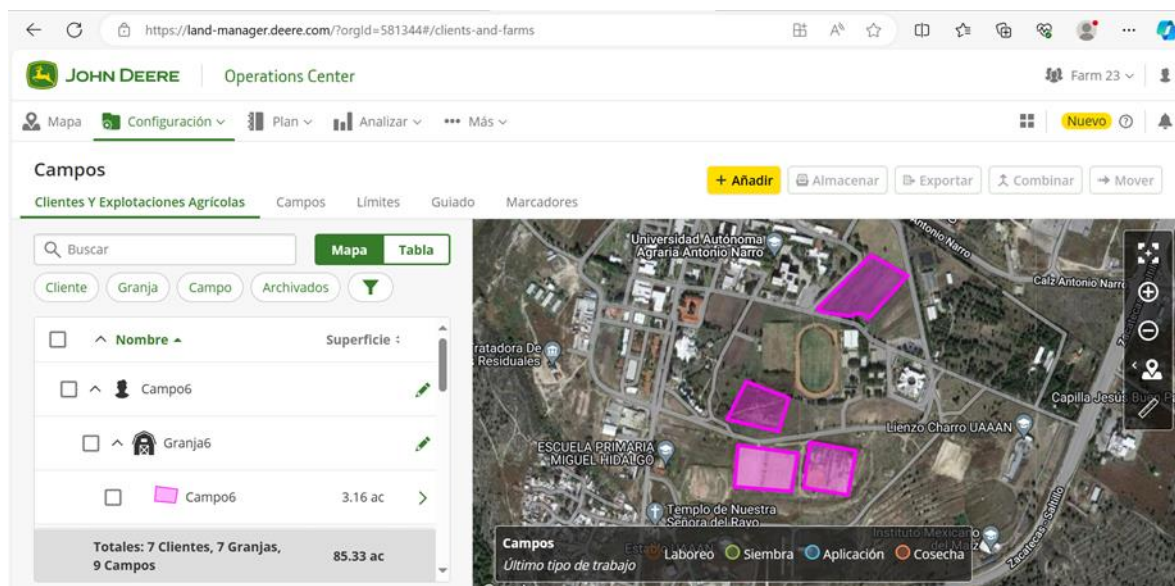 https://land-manager.deere.com/?orgId=581344#/clients-and-farms
JOHN DEERE Operations Center Farm 23
Mapa Configuración Plan Analizar Más Nuevo
Campos
+ Añadir Almacenar Exportar Combinar Mover
Clientes Y Explotaciones Agrícolas Campos Límites Guiado Marcadores
Buscar Mapa Tabla
Cliente Granja Campo Archivados
Nombre Superficie
Campo6
Granja6
Campo6 3.16 ac
Totales: 7 Clientes, 7 Granjas,
9 Campos 85.33 ac
Universidad Autónoma
Agraria Antonio Narro
Antonio Narro
Calz Antonio Narro
ratadora De
Residuales
Capilla Jesús Buen
Lienzo Charro UAAAN
ESCUELA PRIMARIA
MIGUEL HIDALGO
Templo de Nuestra
Señora del Rayo
Instituto Mexicano
del Maíz
Zacatecas - Saltillo
Campos
Laboreo Siembra Aplicación Cosecha
Último tipo de trabajo